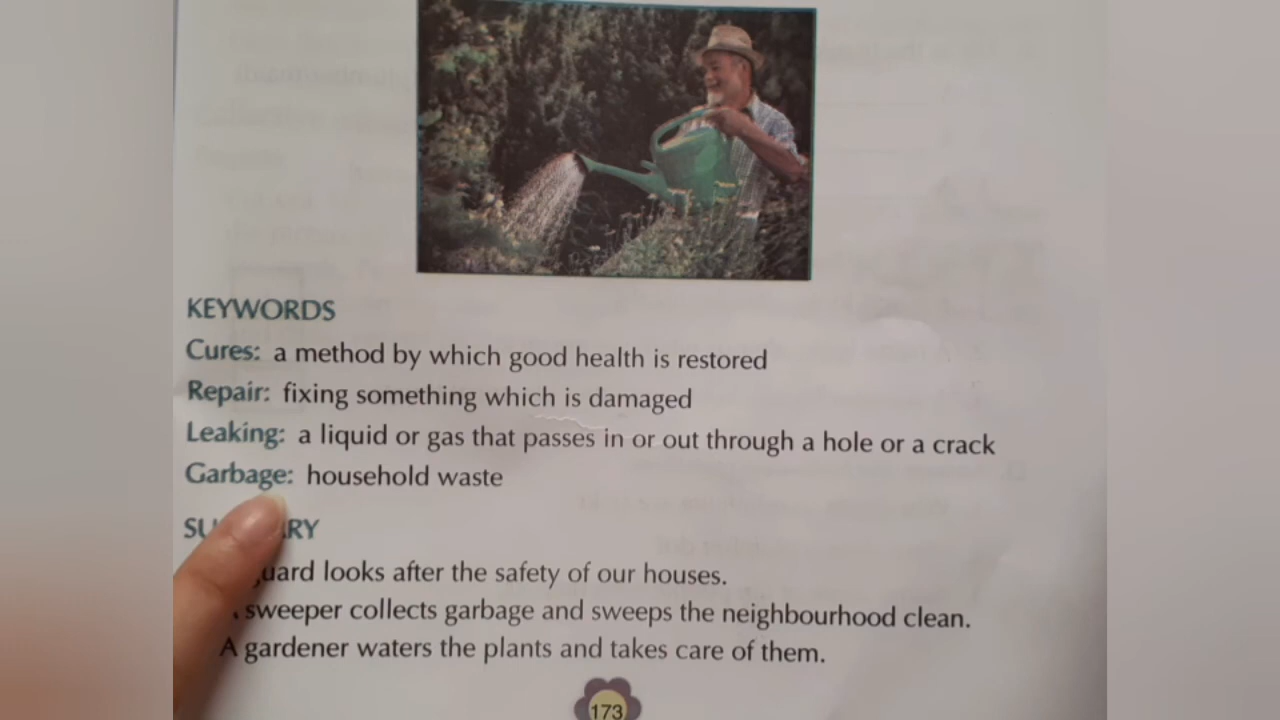 KEYWORDS
Cures: a method by which good health is restored
Repair: fixing something which is damaged
Leaking: a liquid or gas that passes in or out through a hole or a crack
Garbage: household waste
looks after the safety of our houses.
sweeper collects garbage and sweeps the neighbourhood clean.
A gardener waters the plants and takes care of them.
173